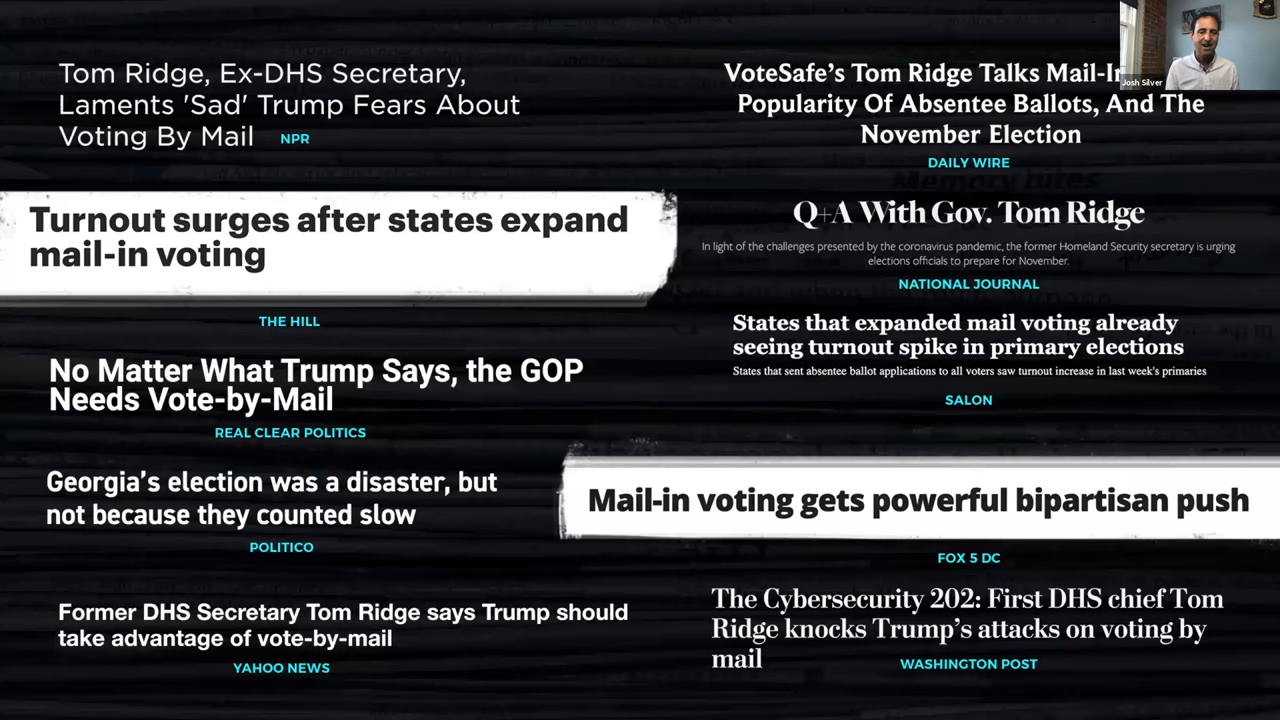 Tom Ridge, Ex-DHS Secretary,
Laments 'Sad' Trump Fears About
Voting By Mail
NPR
Turnout surges after states expand
mail-in voting
THE HILL
No Matter What Trump Says, the GOP
Needs Vote-by-Mail
REAL CLEAR POLITICS
Georgia’s election was a disaster, but
not because they counted slow
POLITICO
Former DHS Secretary Tom Ridge says Trump should
take advantage of vote-by-mail
YAHOO NEWS
Josh Silver
VoteSafe’s Tom Ridge Talks Mail-In
Popularity Of Absentee Ballots, And The
November Election
DAILY WIRE
Memory bites
Q+A With Gov. Tom Ridge
In light of the challenges presented by the coronavirus pandemic, the former Homeland Security secretary is urging
elections officials to prepare for November.
NATIONAL JOURNAL
States that expanded mail voting already
seeing turnout spike in primary elections
States that sent absentee ballot applications to all voters saw turnout increase in last week's primaries
SALON
Mail-in voting gets powerful bipartisan push
FOX 5 DC
The Cybersecurity 202: First DHS chief Tom
Ridge knocks Trump’s attacks on voting by
mail
WASHINGTON POST